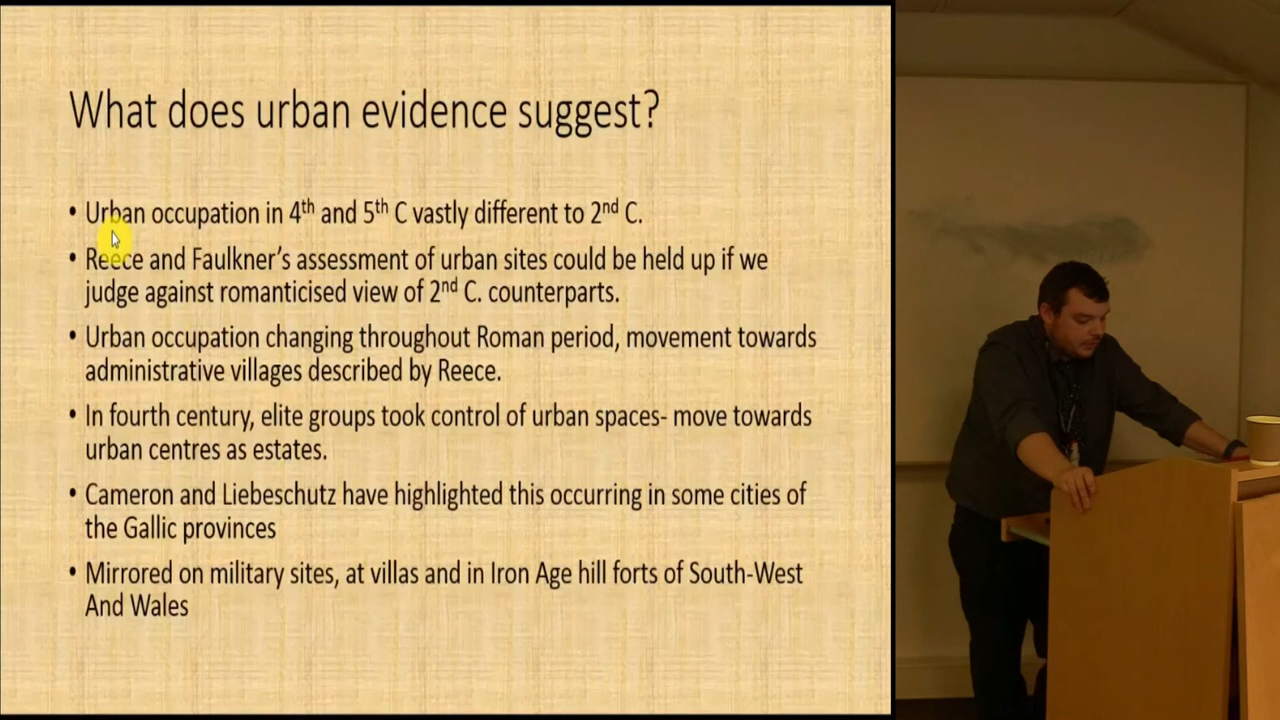 What does urban evidence suggest?
• Urban occupation in 4th and 5th C vastly different to 2nd C.
• Reece and Faulkner's assessment of urban sites could be held up if we
judge against romanticised view of 2nd C. counterparts.
• Urban occupation changing throughout Roman period, movement towards
administrative villages described by Reece.
• In fourth century, elite groups took control of urban spaces- move towards
urban centres as estates.
• Cameron and Liebeschutz have highlighted this occurring in some cities of
the Gallic provinces
• Mirrored on military sites, at villas and in Iron Age hill forts of South-West
And Wales